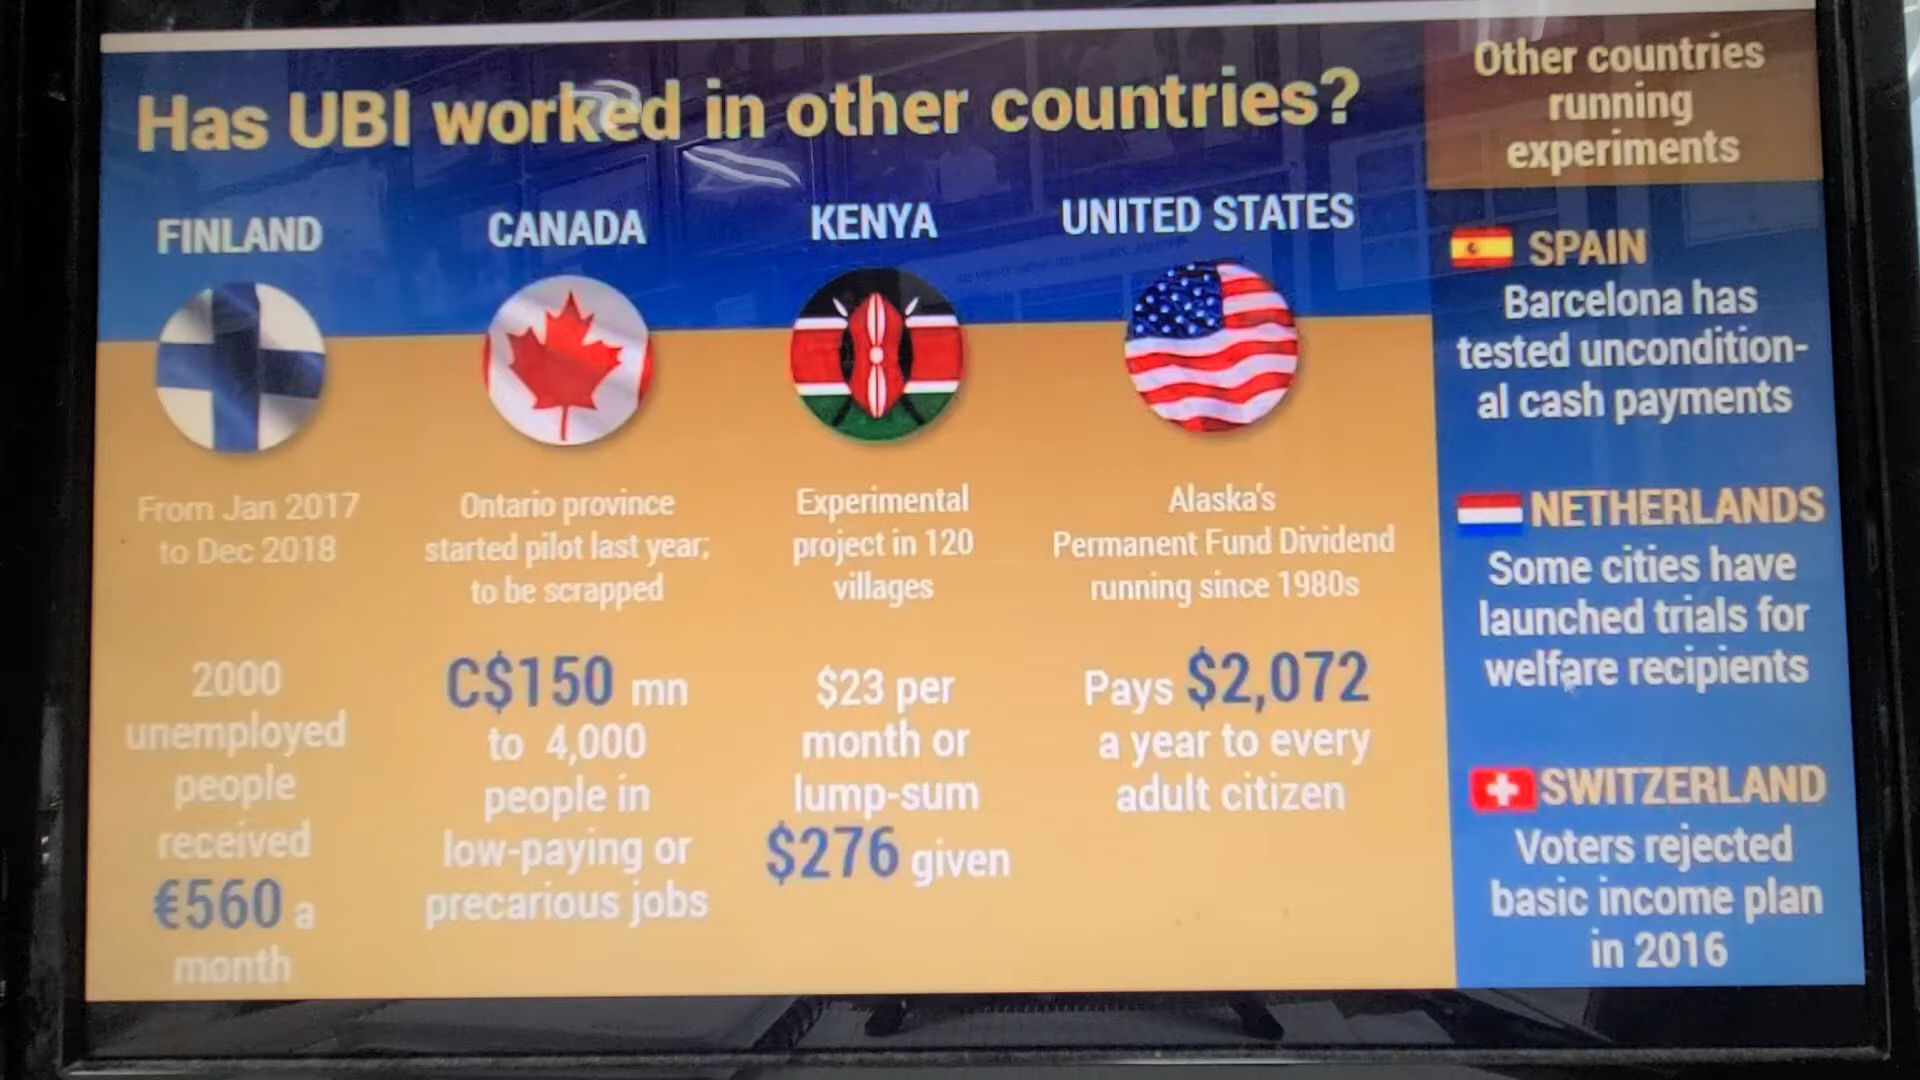 Has UBI worked in other countries?
FINLAND
From Jan 2017
to Dec 2018
2000
unemployed
people
received
€560 a
month
CANADA
Ontario province
started pilot last year;
to be scrapped
C$150 mn
to 4,000
people in
low-paying or
precarious jobs
KENYA
Experimental
project in 120
villages
$23 per
month or
lump-sum
$276 given
UNITED STATES
Alaska's
Permanent Fund Dividend
running since 1980s
Pays $2,072
a year to every
adult citizen
Other countries
running
experiments
SPAIN
Barcelona has
tested uncondition-
al cash payments
NETHERLANDS
Some cities have
launched trials for
welfare recipients
SWITZERLAND
Voters rejected
basic income plan
in 2016